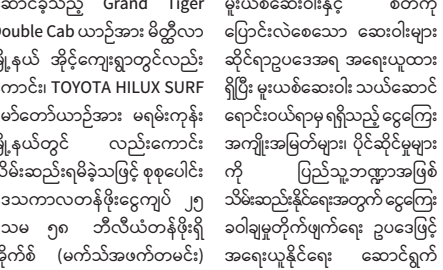 ဆောင်ခဲ့သည့် Grand Tiger
Double Cab ယာဉ်အား မိတ္ထီလာ
မြို့နယ် အိုင့်ကျေးရွာတွင်လည်း
ကောင်း၊ TOYOTA HILUX SURF
မော်တော်ယာဉ်အား မရမ်းကုန်း
မြို့နယ်တွင် လည်းကောင်း
သိမ်းဆည်းရမိခဲ့သဖြင့် စုစုပေါင်း
ဒေသကာလတန်ဖိုးငွေကျပ် ၂၅
ဒသမ ၅၈ ဘီလီယံတန်ဖိုးရှိ
အိုက်စ် (မက်သ်အဖက်တမင်း)
မူးယစ်ဆေးဝါးနှင့် စိတ်ကို
ပြောင်းလဲစေသော ဆေးဝါးများ
ဆိုင်ရာဥပဒေအရ အရေးယူထား
ရှိပြီး မူးယစ်ဆေးဝါး သယ်ဆောင်
ရောင်းဝယ်ရာမှ ရရှိသည့် ငွေကြေး
အကျိုးအမြတ်များ၊ ပိုင်ဆိုင်မှုများ
ကို ပြည်သူ့ဘဏ္ဍာအဖြစ်
သိမ်းဆည်းနိုင်ရေးအတွက် ငွေကြေး
ခဝါချမှုတိုက်ဖျက်ရေး ဥပဒေဖြင့်
အရေးယူနိုင်ရေး ဆောင်ရွက်